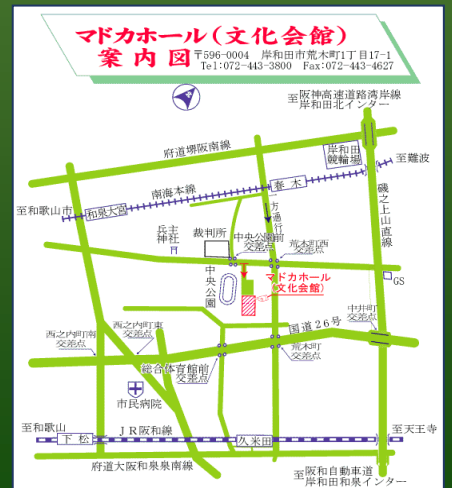 マドカホール（文化会館）
案内図
〒596-0004 岸和田市荒木町1丁目17-1
Tel:072-443-3800 Fax:072-443-4627
至阪神高速道路湾岸線
岸和田北インター
府道堺阪南線
岸和田
競輪場
至難波
南海本線
春木
至和歌山市
和泉大宮
一方通行
磯之上山直線
兵主
神社
裁判所
中央公園前
交差点
荒木町西
交差点
中央公園
マドカホール
（文化会館）
GS
中井町
交差点
国道26号
西之内町南
交差点
西之内町東
交差点
荒木町
交差点
総合体育館前
交差点
市民病院
至和歌山
JR阪和線
至天王寺
下松
久米田
府道大阪和泉泉南線
至阪和自動車道
岸和田和泉インター